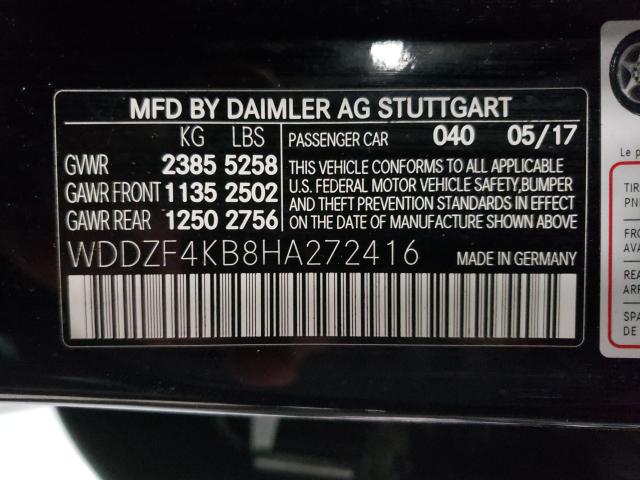 MFD BY DAIMLER AG STUTTGART
KG LBS
GVWR 2385 5258
GAWR FRONT 1135 2502
GAWR REAR 1250 2756
PASSENGER CAR 040 05/17
THIS VEHICLE CONFORMS TO ALL APPLICABLE
U.S. FEDERAL MOTOR VEHICLE SAFETY,BUMPER
AND THEFT PREVENTION STANDARDS IN EFFECT
ON THE DATE OF MANUFACTURE SHOWN ABOVE
WDDZF4KB8HA272416 MADE IN GERMANY
Le